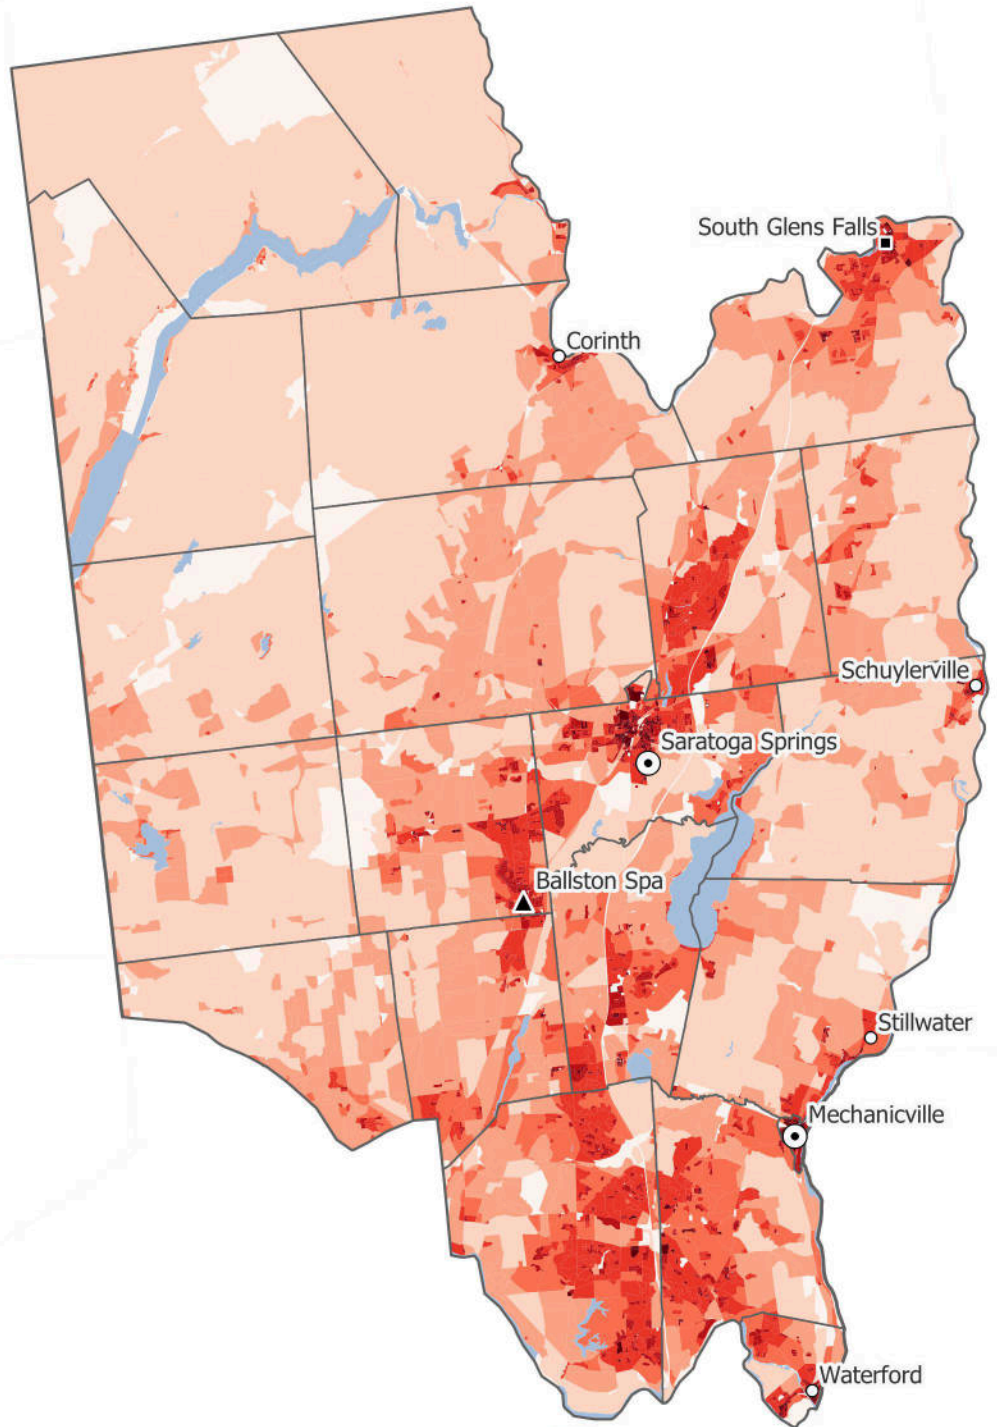 South Glens Falls
Corinth
Schuylerville
Saratoga Springs
Ballston Spa
Stillwater
Mechanicville
Waterford